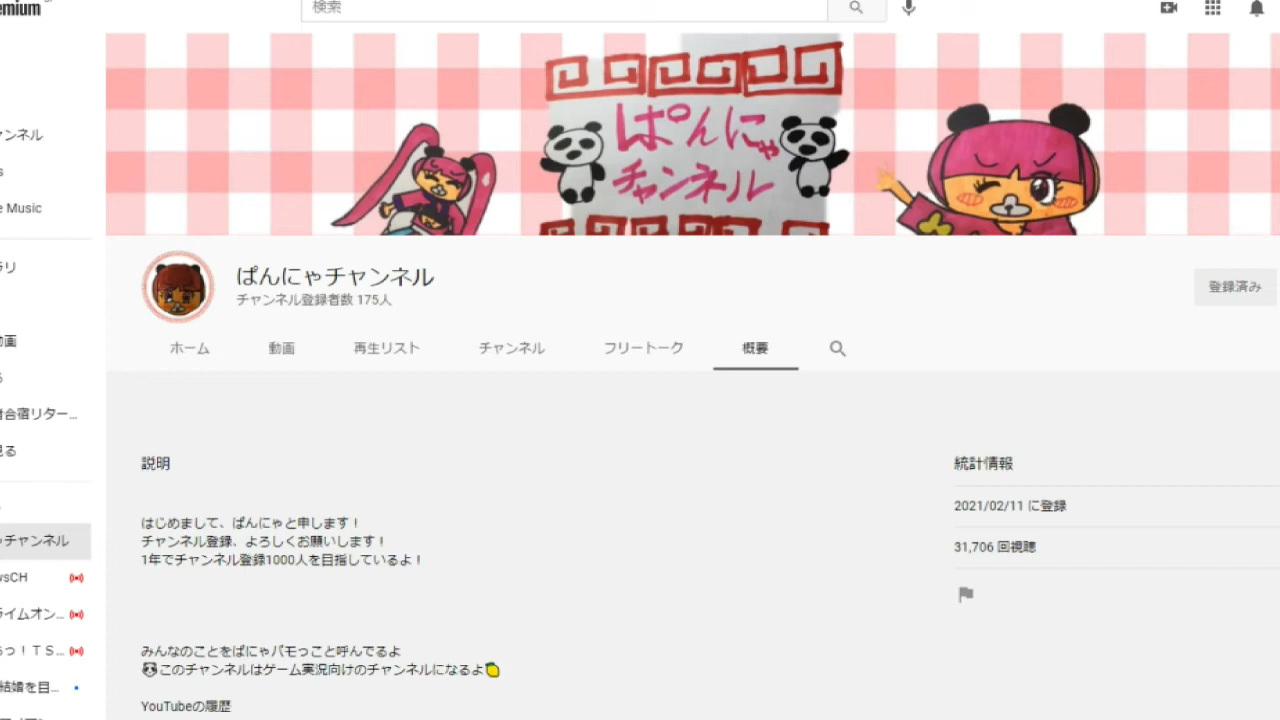 emium
検索
ぱんにゃ
チャンネル
ンネル
e Music
ラリ
ぱんにゃチャンネル
チャンネル登録者数 175人
登録済み
ホーム
動画
再生リスト
チャンネル
フリートーク
概要
合宿リター...
チャンネル
wsCH
ライムオン...
っ！ＴＳ...
結婚を目...
説明
はじめまして、ぱんにゃと申します！
チャンネル登録、よろしくお願いします！
1年でチャンネル登録1000人を目指しているよ！
みんなのことをぱにゃパモっこと呼んでるよ
🐼このチャンネルはゲーム実況向けのチャンネルになるよ🍋
YouTubeの履歴
統計情報
2021/02/11 に登録
31,706 回視聴